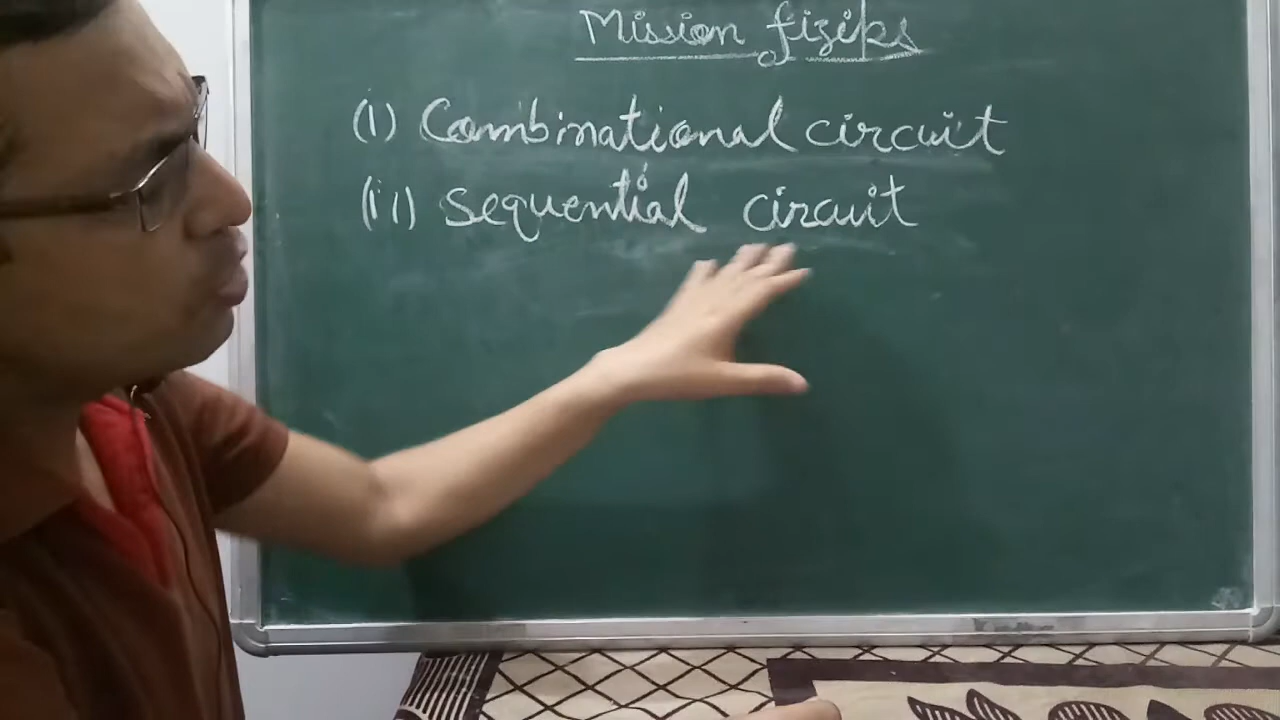 Mission fiziks
(i) Combinational circuit
(ii) Sequential circuit